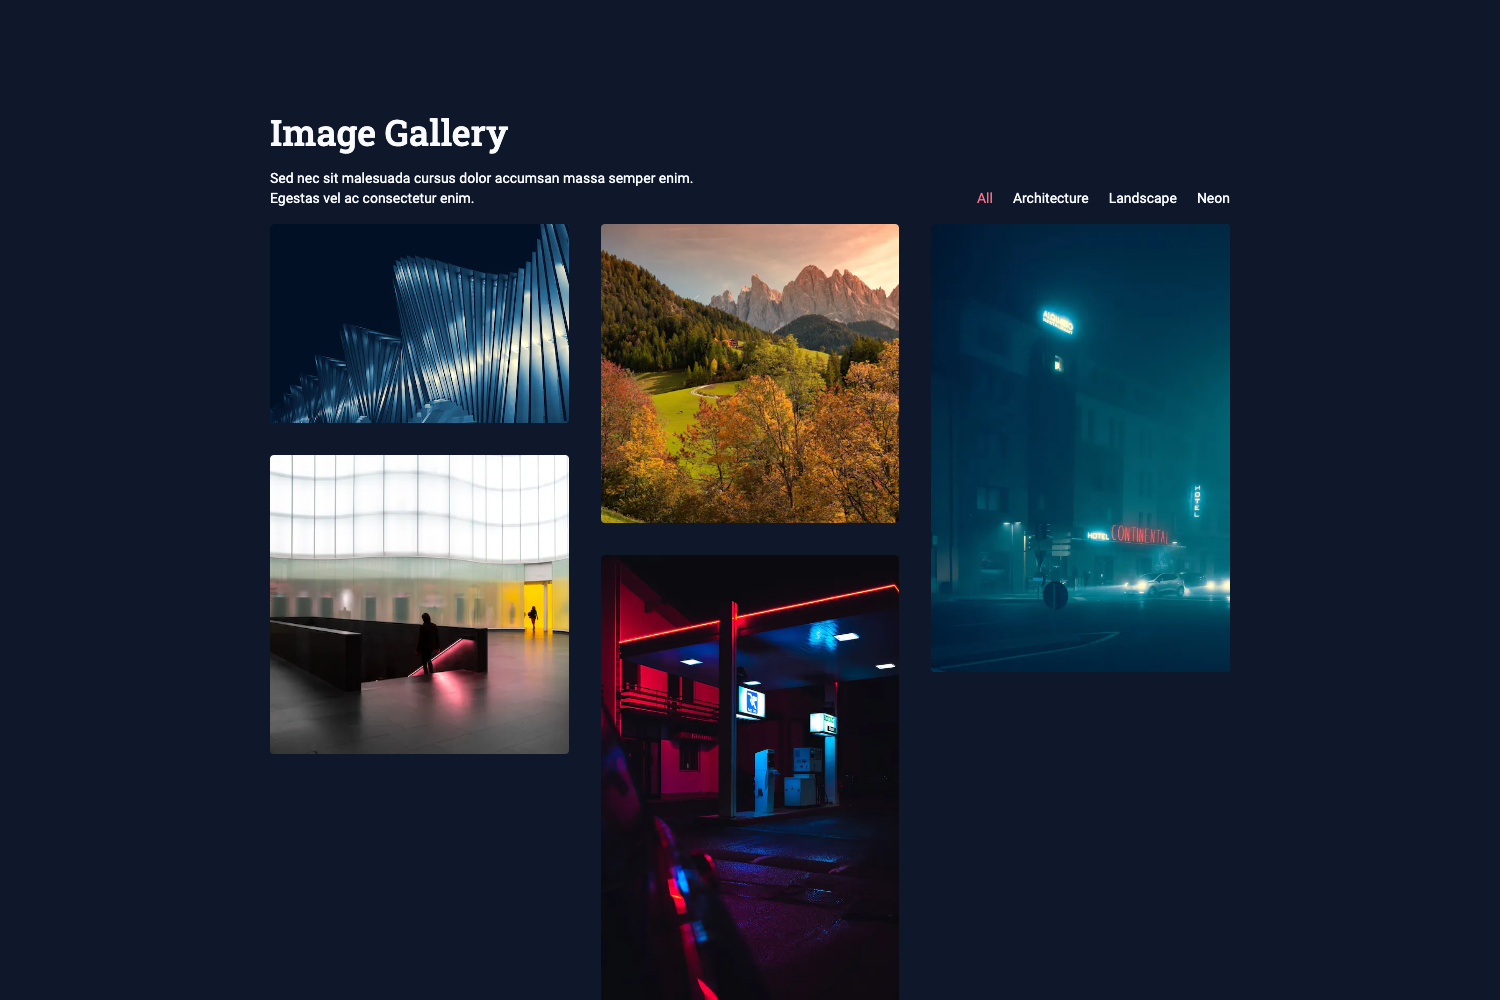 Image Gallery
Sed nec sit malesuada cursus dolor accumsan massa semper enim.
Egestas vel ac consectetur enim.
All Architecture Landscape Neon
HOTEL
HOTEL CONTINENTAL